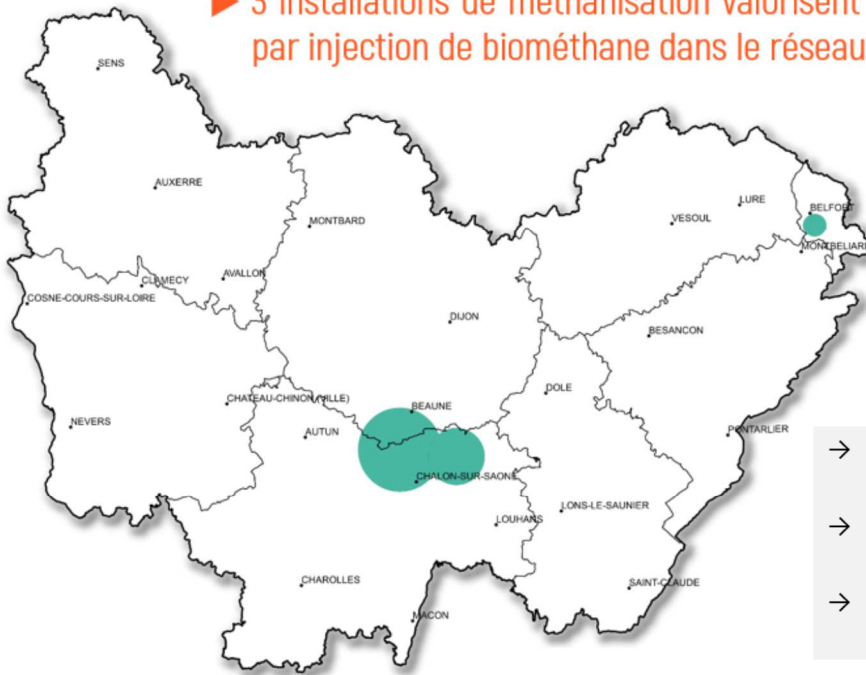 ▶ 3 installations de méthanisation valorisent
par injection de biométhane dans le réseau
SENS
AUXERRE
MONTBARD
LURE
BELFORT
VESOUL
MONTBELIARD
CLAMECY
AVALLON
COSNE-COURS-SUR-LOIRE
DIJON
BESANCON
DOLE
CHATEAU-CHINON (VILLE)
BEAUNE
NEVERS
AUTUN
PONTARLIER
→
CHALON-SUR-SAONE
LONS-LE-SAUNIER
LOUHANS
→
CHAROLLES
SAINT-CLAUDE
→
MACON